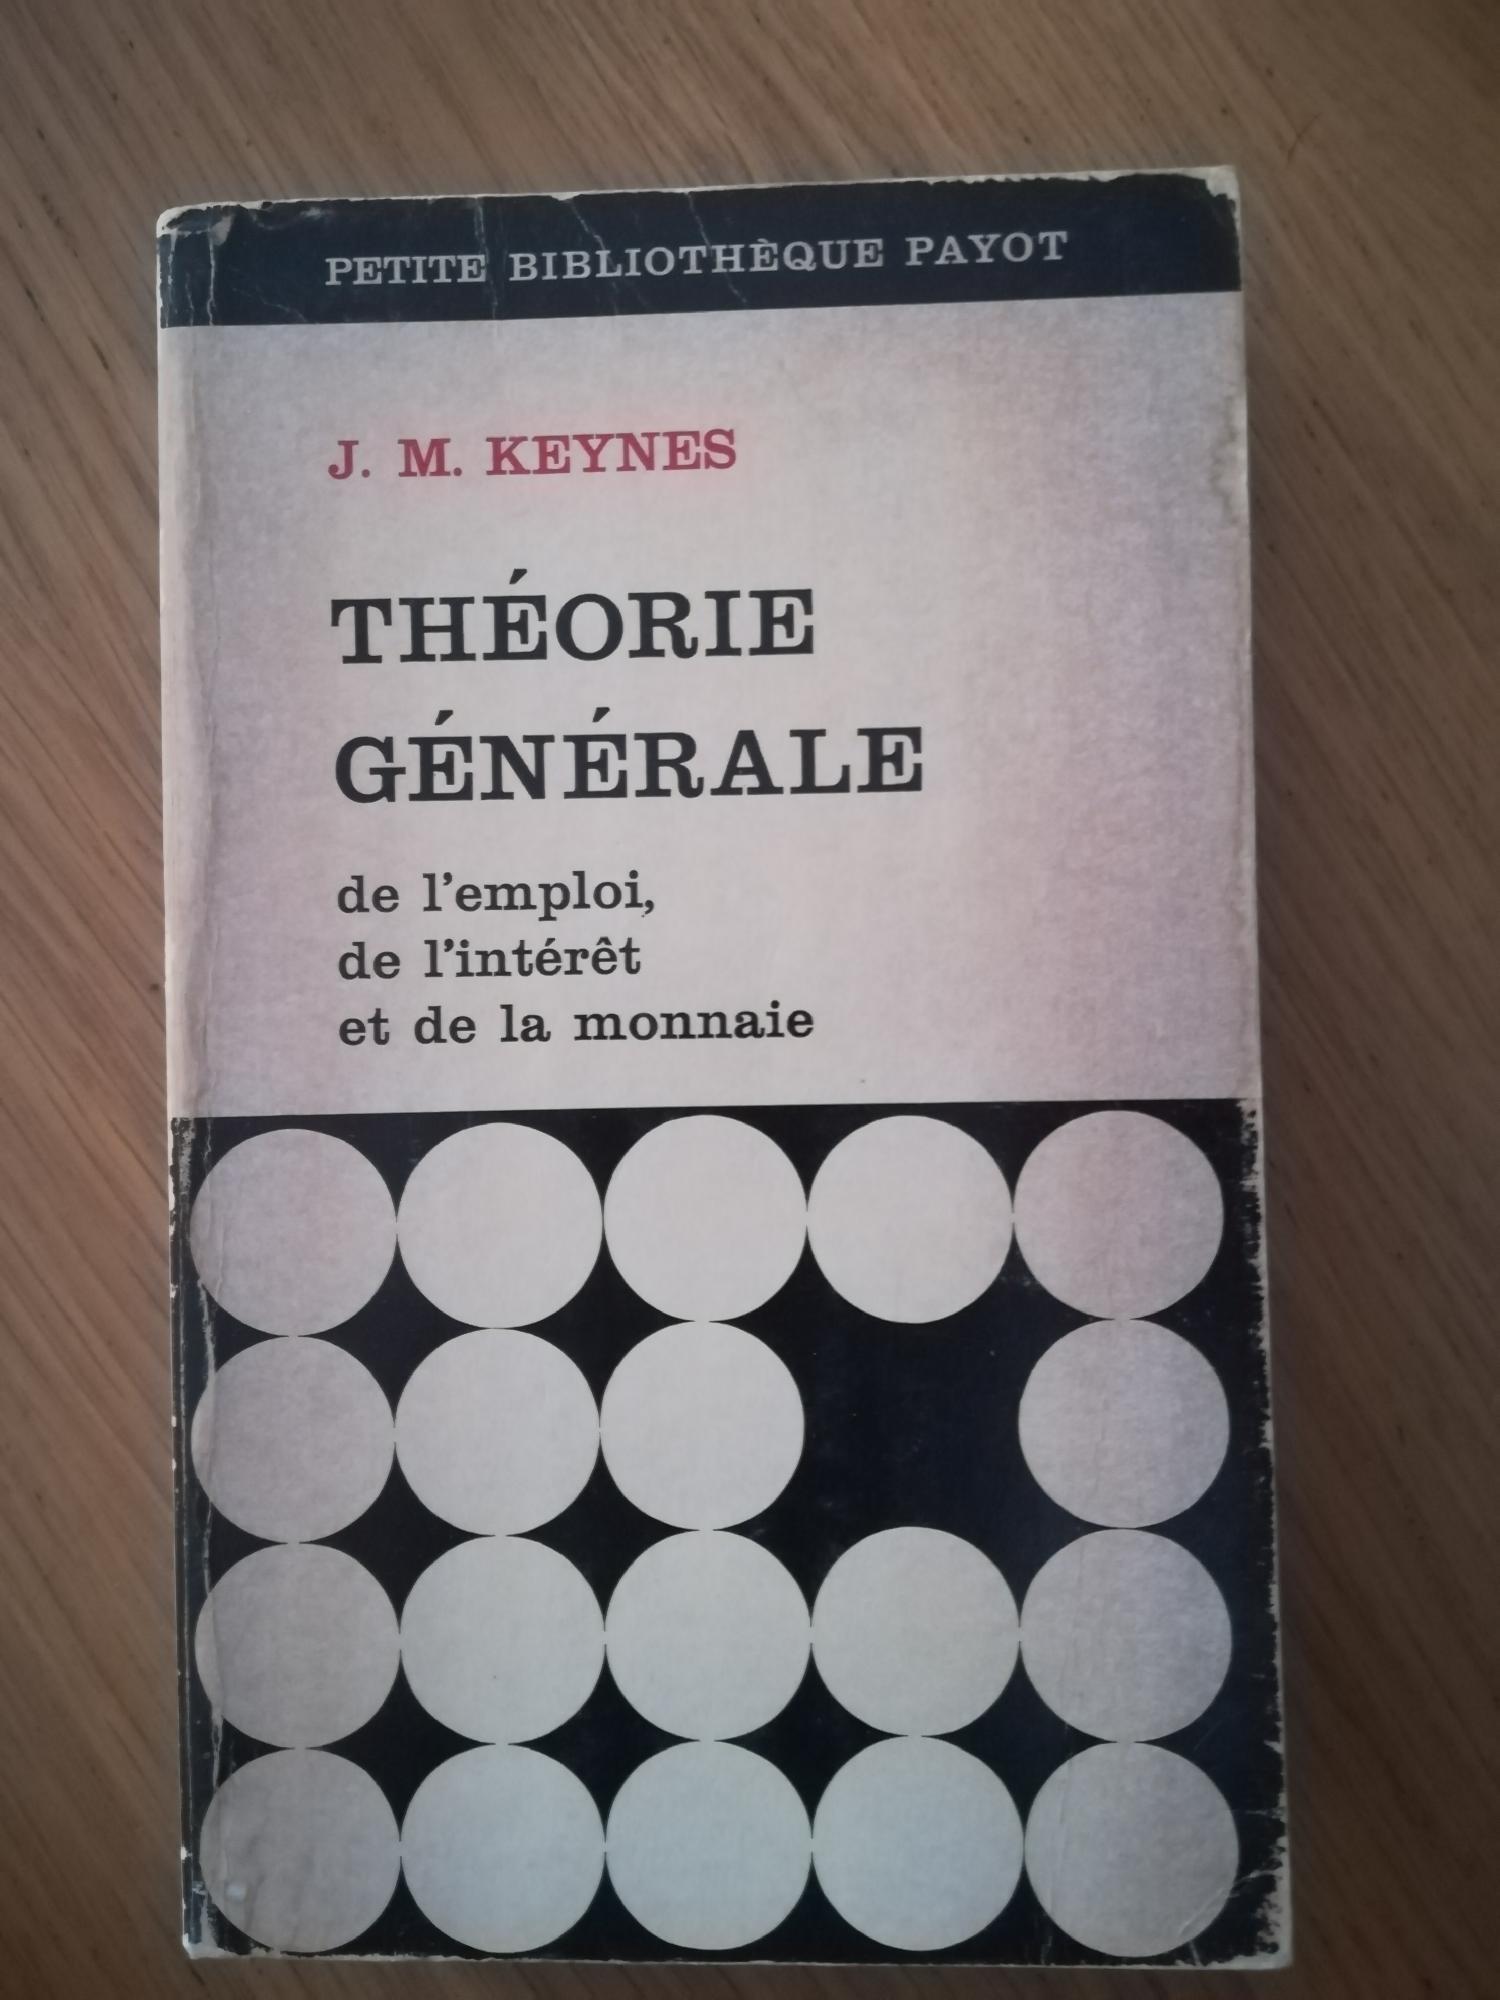 PETITE BIBLIOTHÈQUE PAYOT
J. M. KEYNES
THÉORIE
GÉNÉRALE
de l'emploi,
de l'intérêt
et de la monnaie